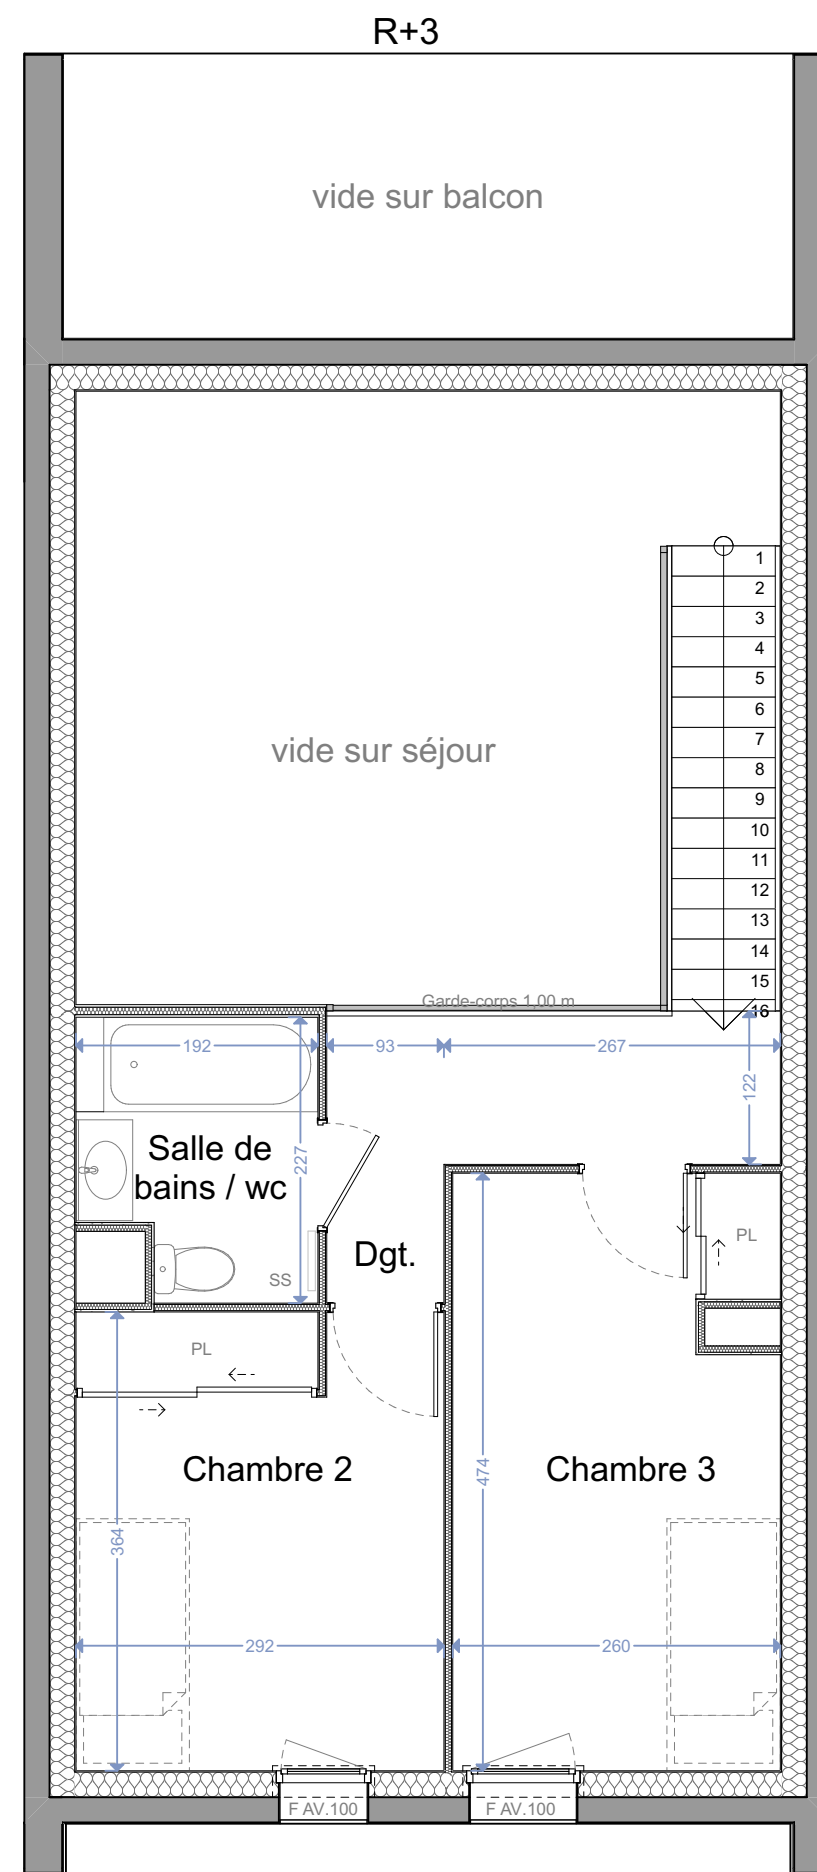 R+3
vide sur balcon
1
2
3
4
5
6
7
8
9
10
11
12
13
14
15
16
vide sur séjour
Garde-corps 1,00 m
192
93
267
122
227
Salle de
bains / wc
Dgt.
PL
SS
PL
364
474
Chambre 2
Chambre 3
292
260
F AV.100
F AV.100